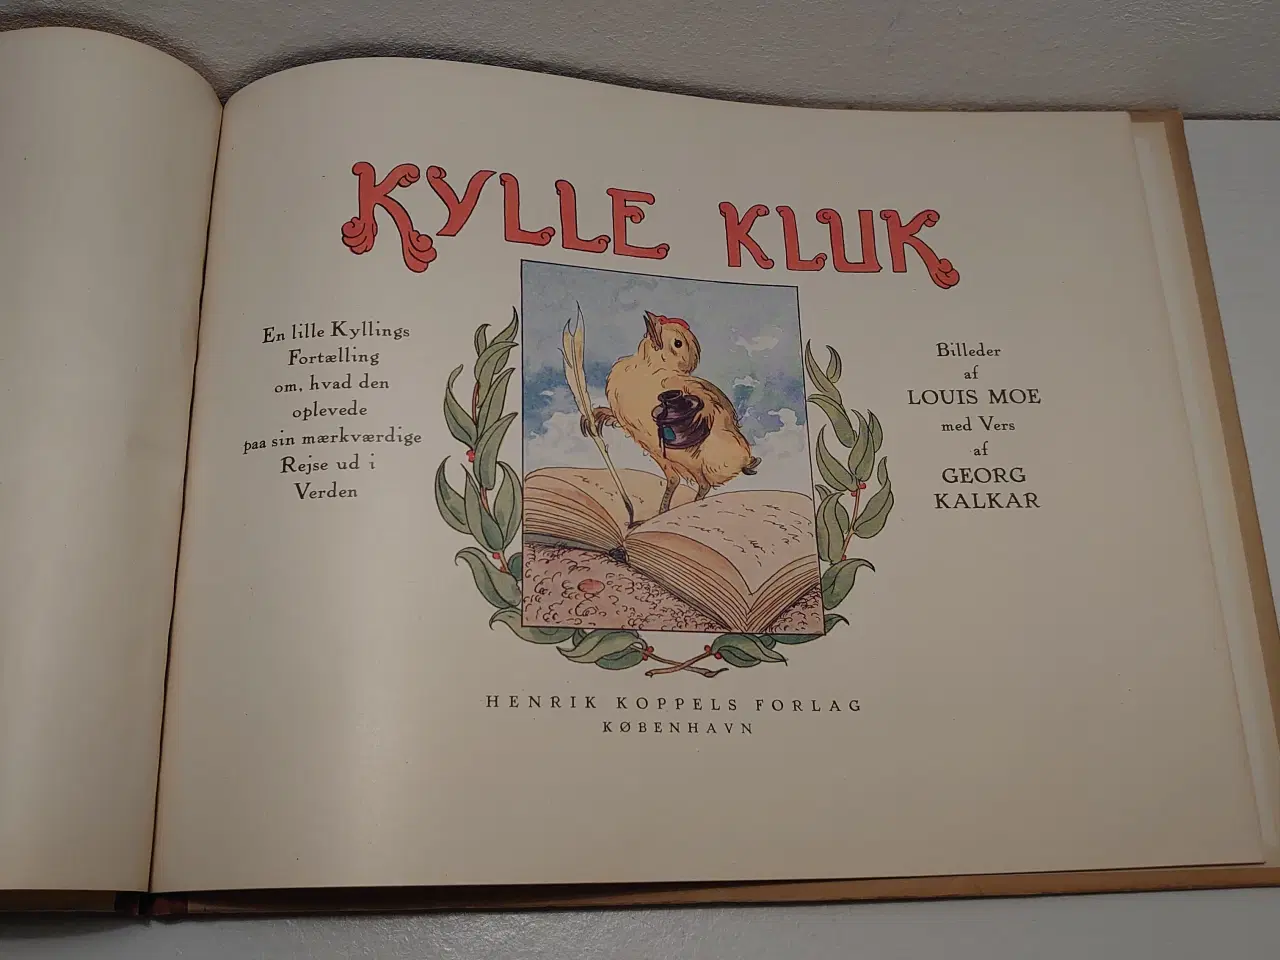 KYLLE KLUK
En lille Kyllings
Fortælling
om, hvad den
oplevede
paa sin mærkværdige
Rejse ud i
Verden
Billeder
af
LOUIS MOE
med Vers
af
GEORG
KALKAR
HENRIK KOPPELS FORLAG
KØBENHAVN